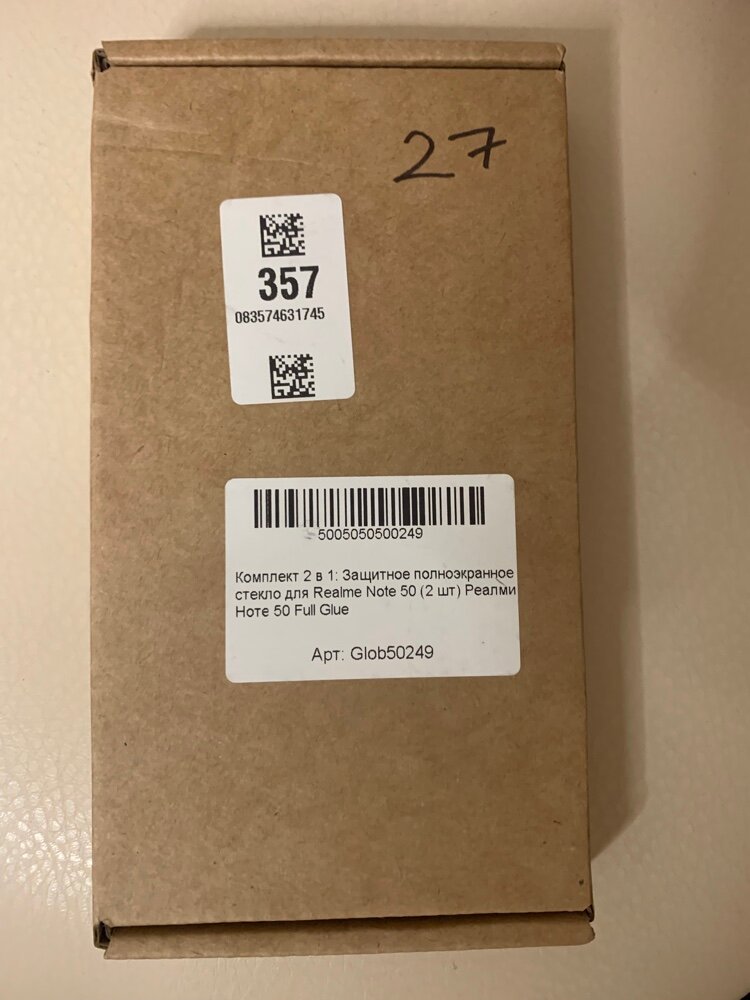 27
357
083574631745
5005050500249
Комплект 2 в 1: Защитное полноэкранное
стекло для Realme Note 50 (2 шт) Реалми
Ноте 50 Full Glue
Арт: Glob50249